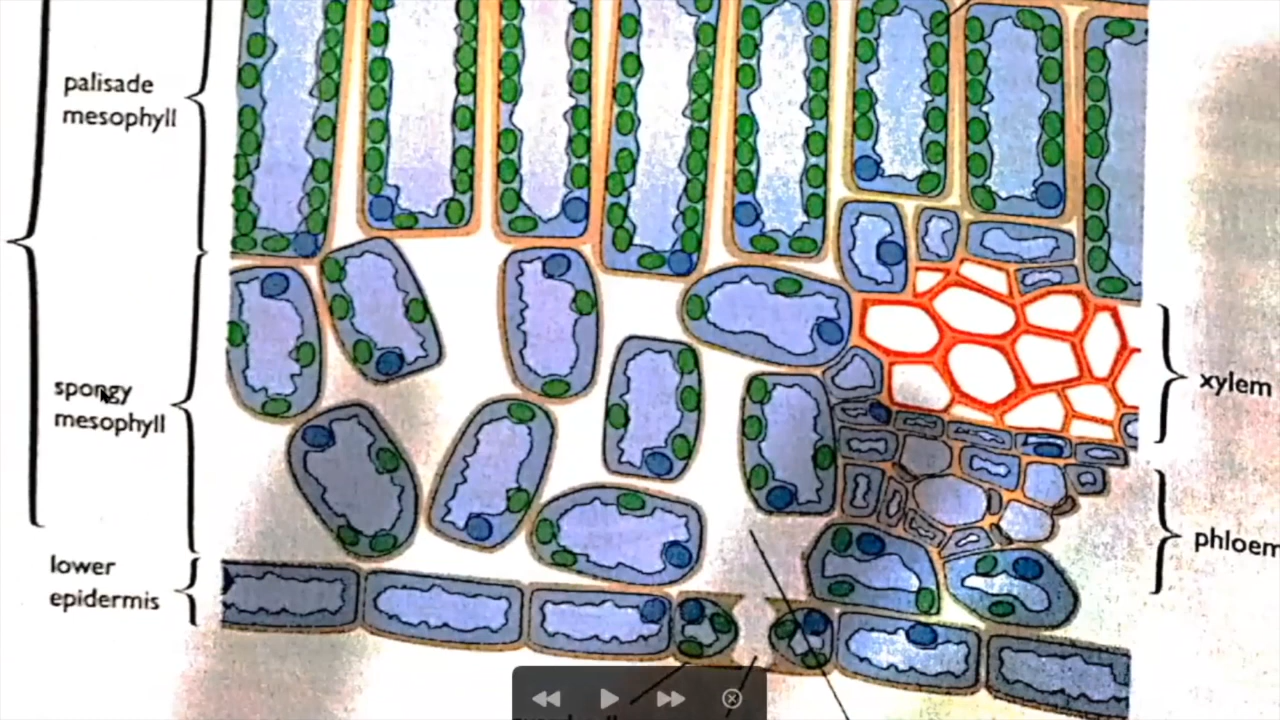 palisade
mesophyll
spongy
mesophyll
lower
epidermis
xylem
phloem